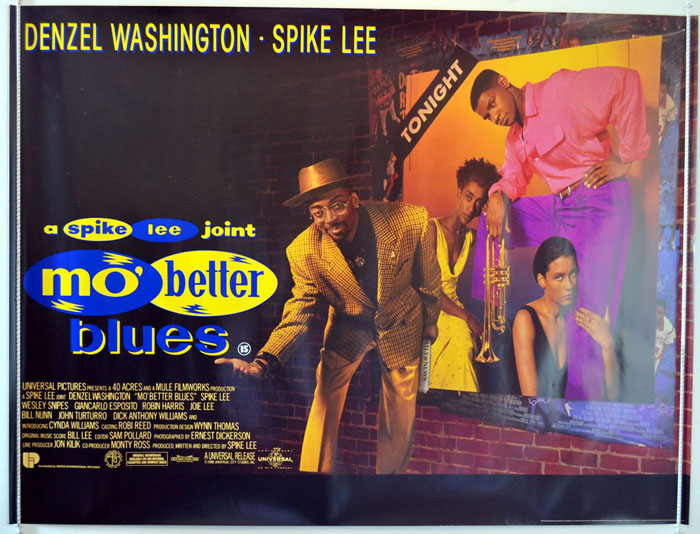 DENZEL WASHINGTON · SPIKE LEE
TONIGHT
a spike lee joint
mo' better
blues
15
UNIVERSAL PICTURES PRESENTS A 40 ACRES AND A MULE FILMWORKS PRODUCTION
A SPIKE LEE JOINT DENZEL WASHINGTON "MO' BETTER BLUES" SPIKE LEE
WESLEY SNIPES GIANCARLO ESPOSITO ROBIN HARRIS JOIE LEE
BILL NUNN JOHN TURTURRO DICK ANTHONY WILLIAMS AND
INTRODUCING CYNDA WILLIAMS CASTING ROBI REED PRODUCTION DESIGN WYNN THOMAS
ORIGINAL MUSIC SCORE BILL LEE EDITOR SAM POLLARD PHOTOGRAPHED BY ERNEST DICKERSON
LINE PRODUCER JON KILIK CO-PRODUCER MONTY ROSS PRODUCED, WRITTEN AND DIRECTED BY SPIKE LEE
A UNIVERSAL RELEASE
UNIVERSAL